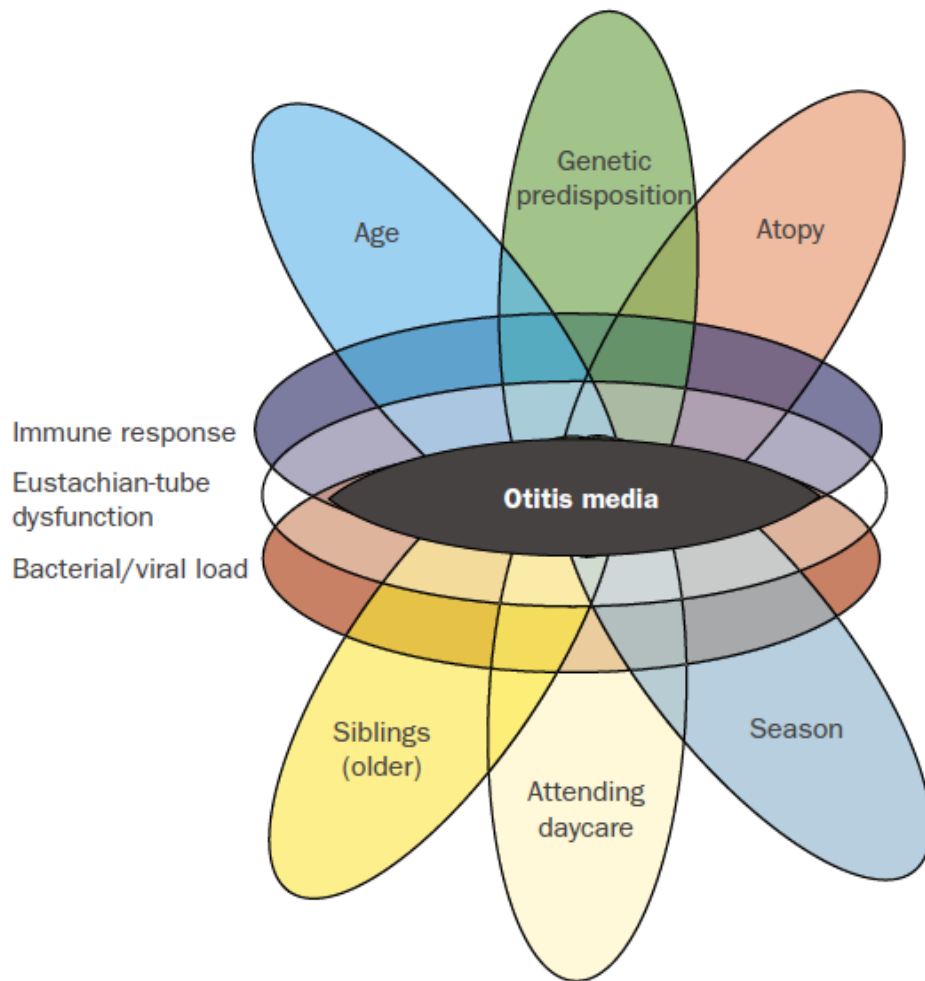 Genetic
predisposition
Age
Atopy
Immune response
Eustachian-tube
dysfunction
Otitis media
Bacterial/viral load
Siblings
(older)
Season
Attending
daycare